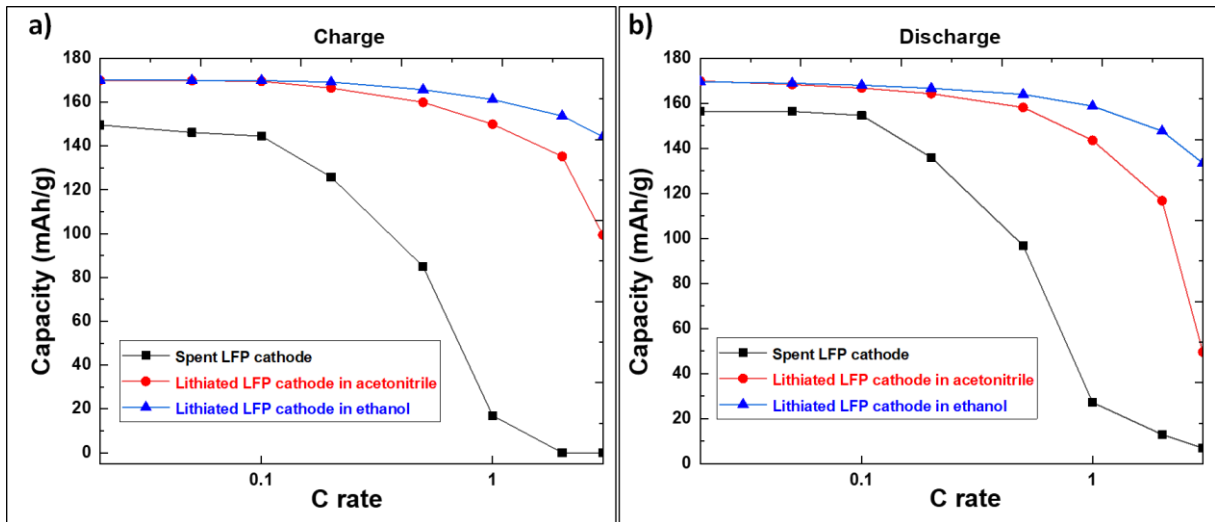 a)
Charge
180
160
140
120
100
80
60
40
20
0
Capacity (mAh/g)
Spent LFP cathode
Lithiated LFP cathode in acetonitrile
Lithiated LFP cathode in ethanol
0.1
1
C rate
b)
Discharge
180
160
140
120
100
80
60
40
20
0
Capacity (mAh/g)
Spent LFP cathode
Lithiated LFP cathode in acetonitrile
Lithiated LFP cathode in ethanol
0.1
1
C rate